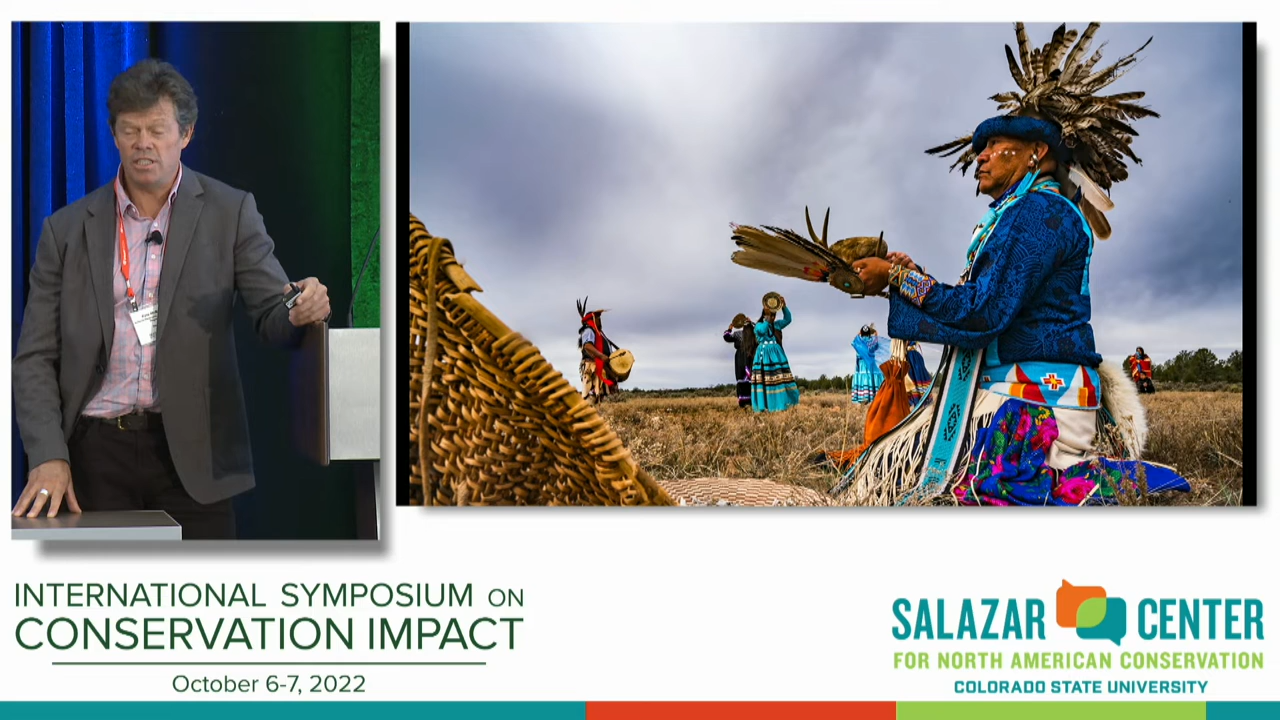 INTERNATIONAL SYMPOSIUM ON
CONSERVATION IMPACT
October 6-7, 2022
SALAZAR CENTER
FOR NORTH AMERICAN CONSERVATION
COLORADO STATE UNIVERSITY